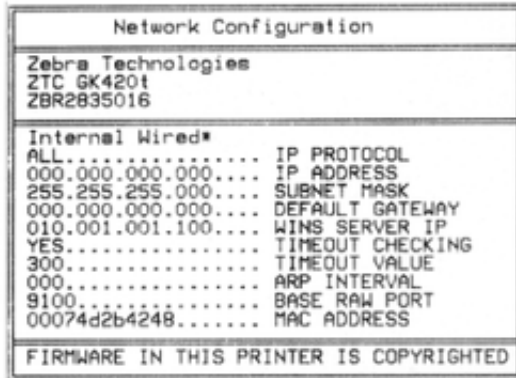 Network Configuration
Zebra Technologies
ZTC GK420t
ZBR2835016
Internal Wired*
ALL................ IP PROTOCOL
000.000.000.000.... IP ADDRESS
255.255.255.000.... SUBNET MASK
000.000.000.000.... DEFAULT GATEWAY
010.001.001.100.... WINS SERVER IP
YES................ TIMEOUT CHECKING
300................ TIMEOUT VALUE
000................ ARP INTERVAL
9100............... BASE RAW PORT
00074d2b4248....... MAC ADDRESS
FIRMWARE IN THIS PRINTER IS COPYRIGHTED